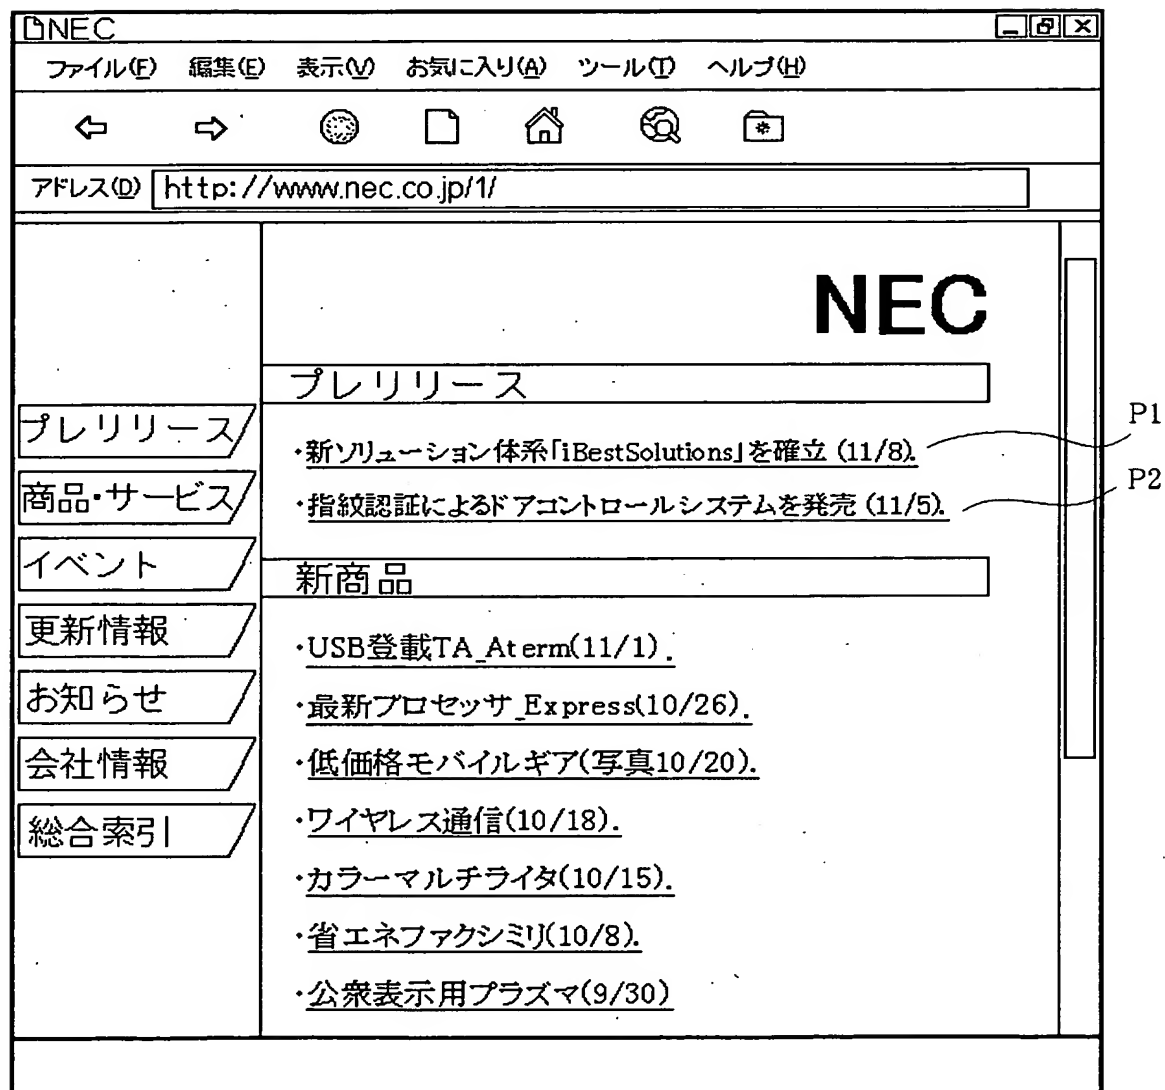 NEC
ファイル(F) 編集(E) 表示(V) お気に入り(A) ツール(T) ヘルプ(H)
アドレス(D) http://www.nec.co.jp/1/
NEC
プレリリース
プレリリース
・新ソリューション体系「iBestSolutions」を確立 (11/8).
P1
商品・サービス
・指紋認証によるドアコントロールシステムを発売 (11/5).
P2
イベント
新商品
更新情報
・USB登載TA_Aterm(11/1).
お知らせ
・最新プロセッサ_Express(10/26).
会社情報
・低価格モバイルギア(写真10/20).
総合索引
・ワイヤレス通信(10/18).
・カラーマルチライタ(10/15).
・省エネファクシミリ(10/8).
・公衆表示用プラズマ(9/30)